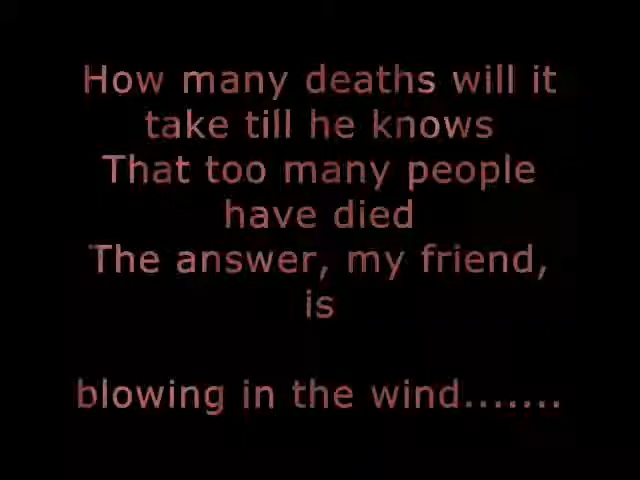 How many deaths will it
take till he knows
That too many people
have died
The answer, my friend,
is
blowing in the wind.......